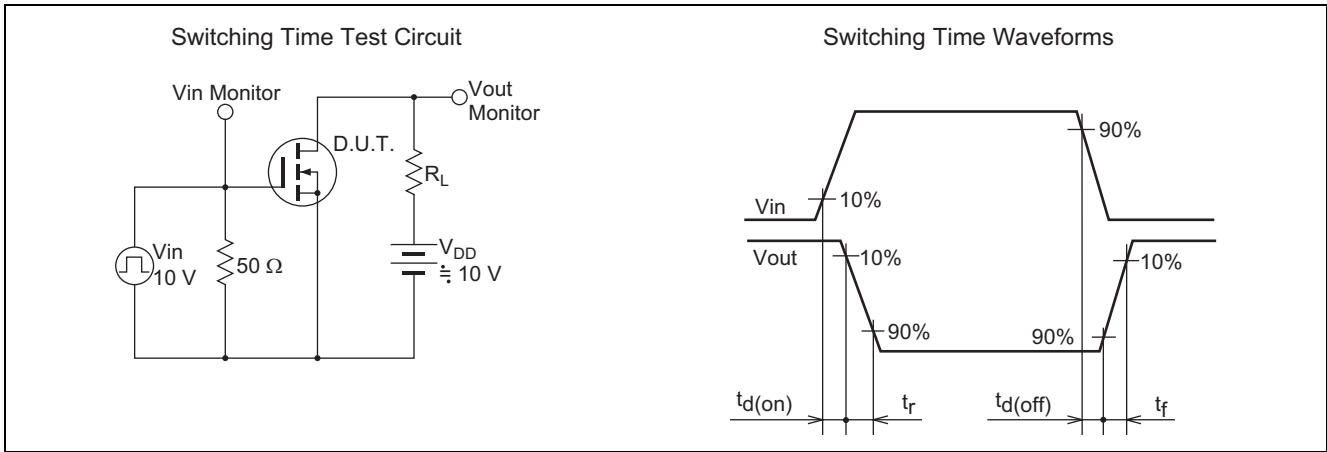 Switching Time Test Circuit
Vin Monitor
Vout
Monitor
D.U.T.
RL
Vin
10 V
50 Ω
VDD
≒ 10 V
Switching Time Waveforms
90%
Vin
10%
Vout
10%
10%
90%
90%
td(on)
tr
td(off)
tf